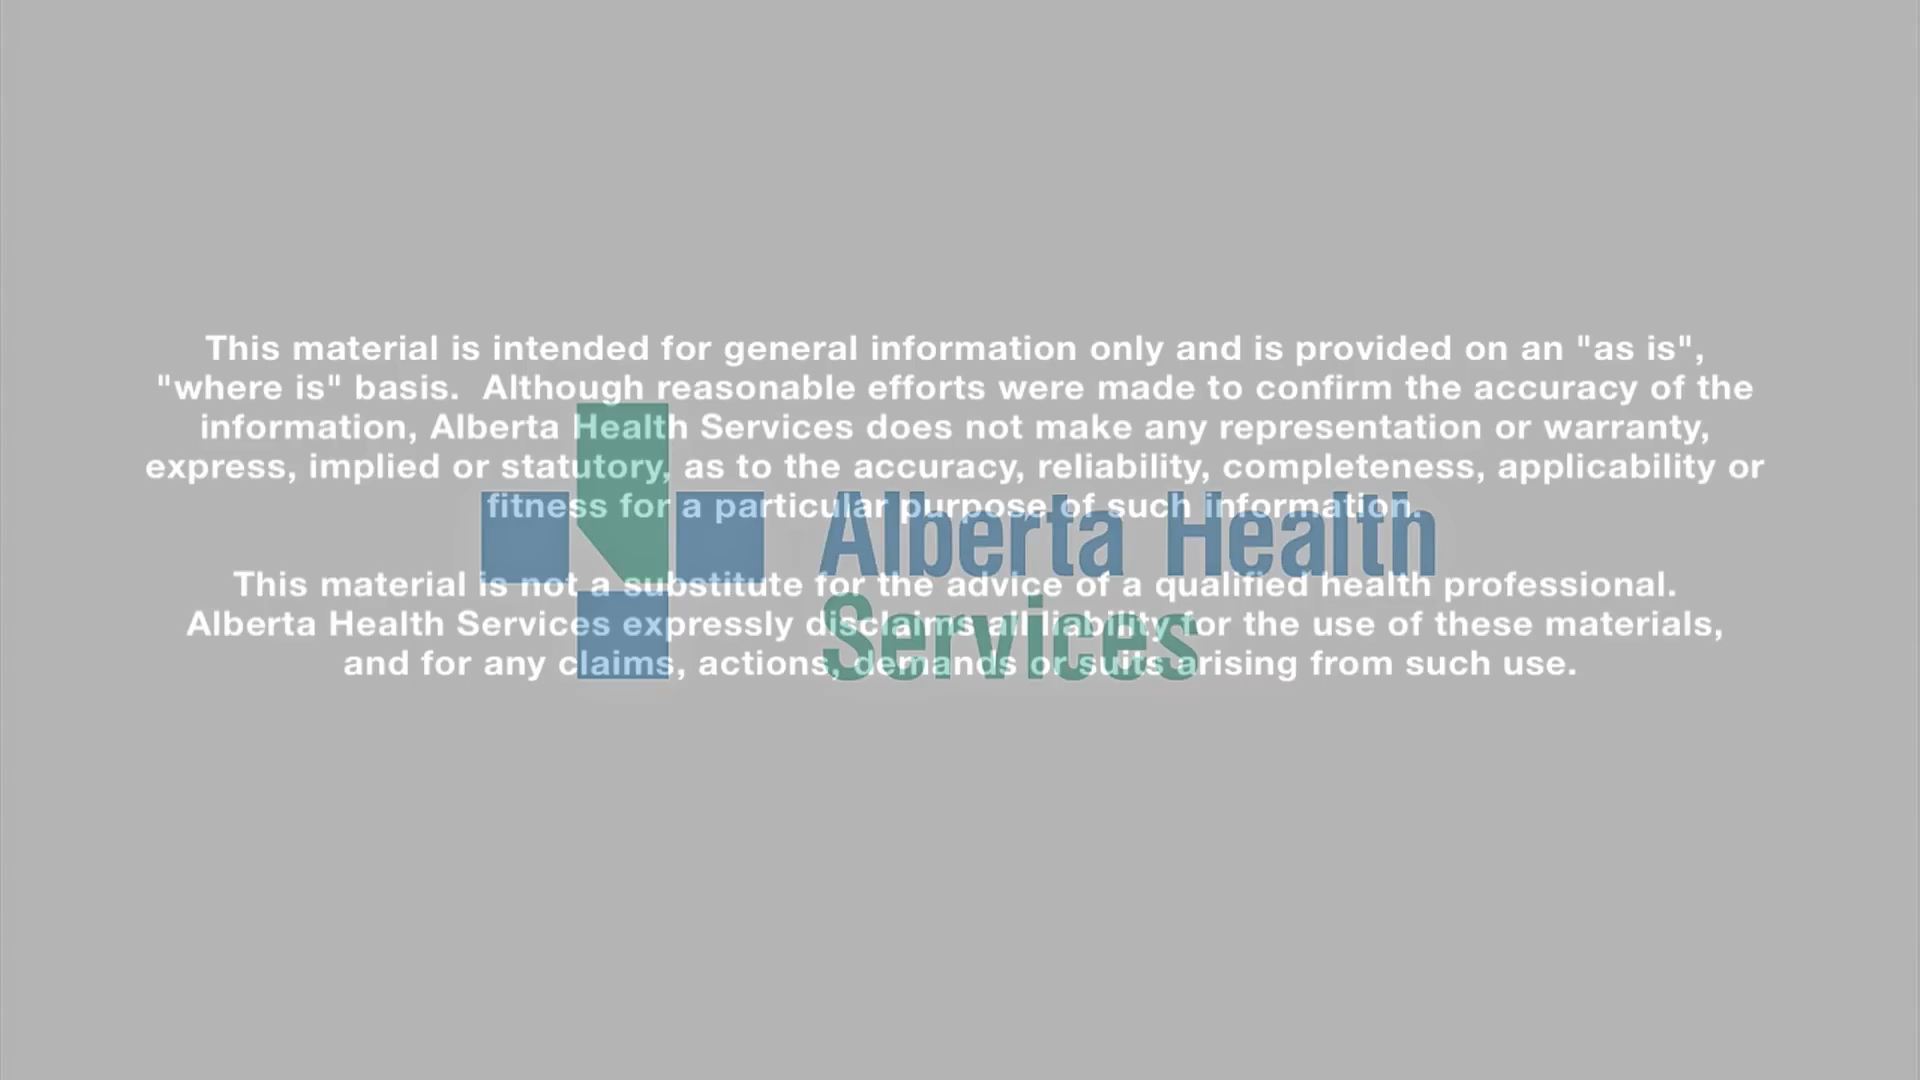 This material is intended for general information only and is provided on an "as is",
"where is" basis.  Although reasonable efforts were made to confirm the accuracy of the
information, Alberta Health Services does not make any representation or warranty,
express, implied or statutory, as to the accuracy, reliability, completeness, applicability or
fitness for a particular purpose of such information.
This material is not a substitute for the advice of a qualified health professional.
Alberta Health Services expressly disclaims all liability for the use of these materials,
and for any claims, actions, demands or suits arising from such use.
Alberta Health
Services